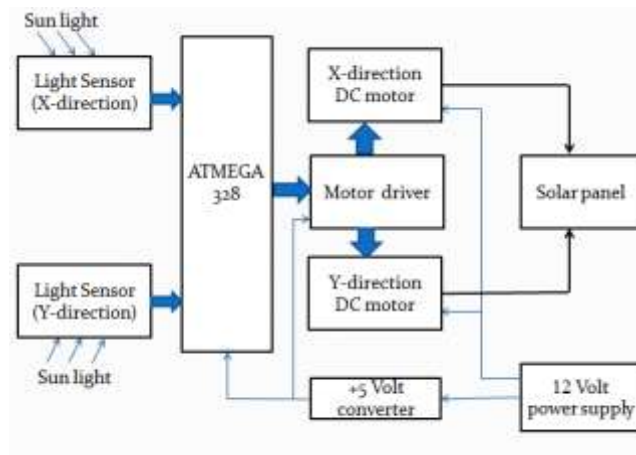 Sun light
Light Sensor
(X-direction)
ATMEGA
328
X-direction
DC motor
Motor driver
Solar panel
Light Sensor
(Y-direction)
Y-direction
DC motor
Sun light
+5 Volt
converter
12 Volt
power supply